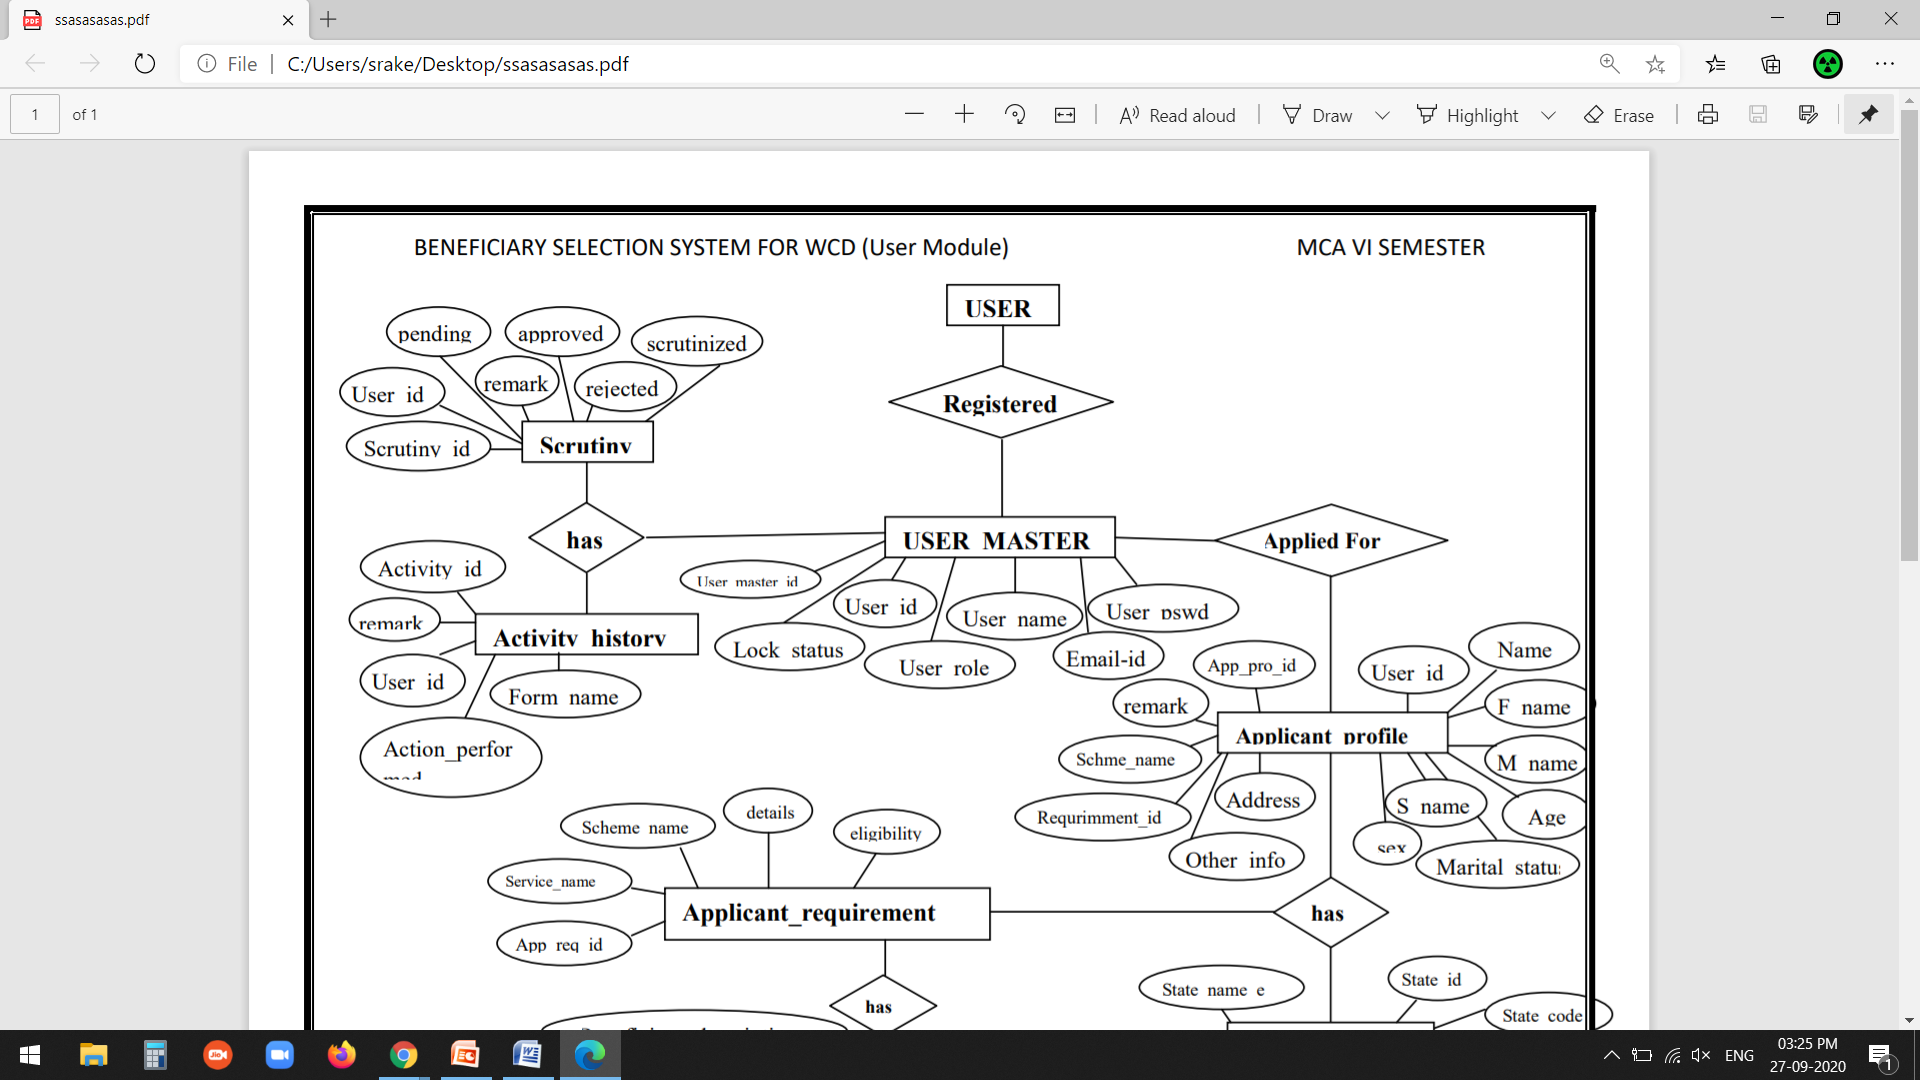 ssasasasas.pdf
File
C:/Users/srake/Desktop/ssasasasas.pdf
1
of 1
Read aloud
Draw
Highlight
Erase
BENEFICIARY SELECTION SYSTEM FOR WCD (User Module)
MCA VI SEMESTER
USER
pending
approved
scrutinized
remark
rejected
User id
Registered
Scrutiny
Scrutiny id
has
USER MASTER
Applied For
Activity id
User master id
User id
User name
User pswd
remark
Activity history
Lock status
User role
Email-id
App_pro_id
User id
Name
User id
Form name
remark
F name
Applicant profile
Action_perfor
Schme_name
M name
Address
S name
Age
Requrimment_id
sex
Other info
Marital status
details
Scheme name
eligibility
Service_name
Applicant_requirement
has
App req id
State id
State name e
has
State code
ENG
03:25 PM
27-09-2020
1